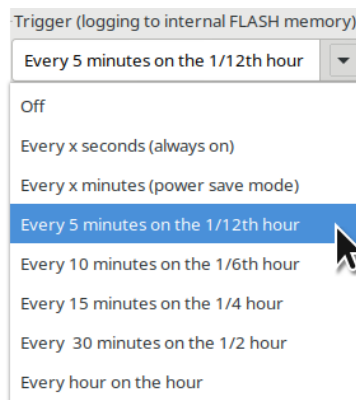 Trigger (logging to internal FLASH memory)
Every 5 minutes on the 1/12th hour
Off
Every x seconds (always on)
Every x minutes (power save mode)
Every 5 minutes on the 1/12th hour
Every 10 minutes on the 1/6th hour
Every 15 minutes on the 1/4 hour
Every  30 minutes on the 1/2 hour
Every hour on the hour